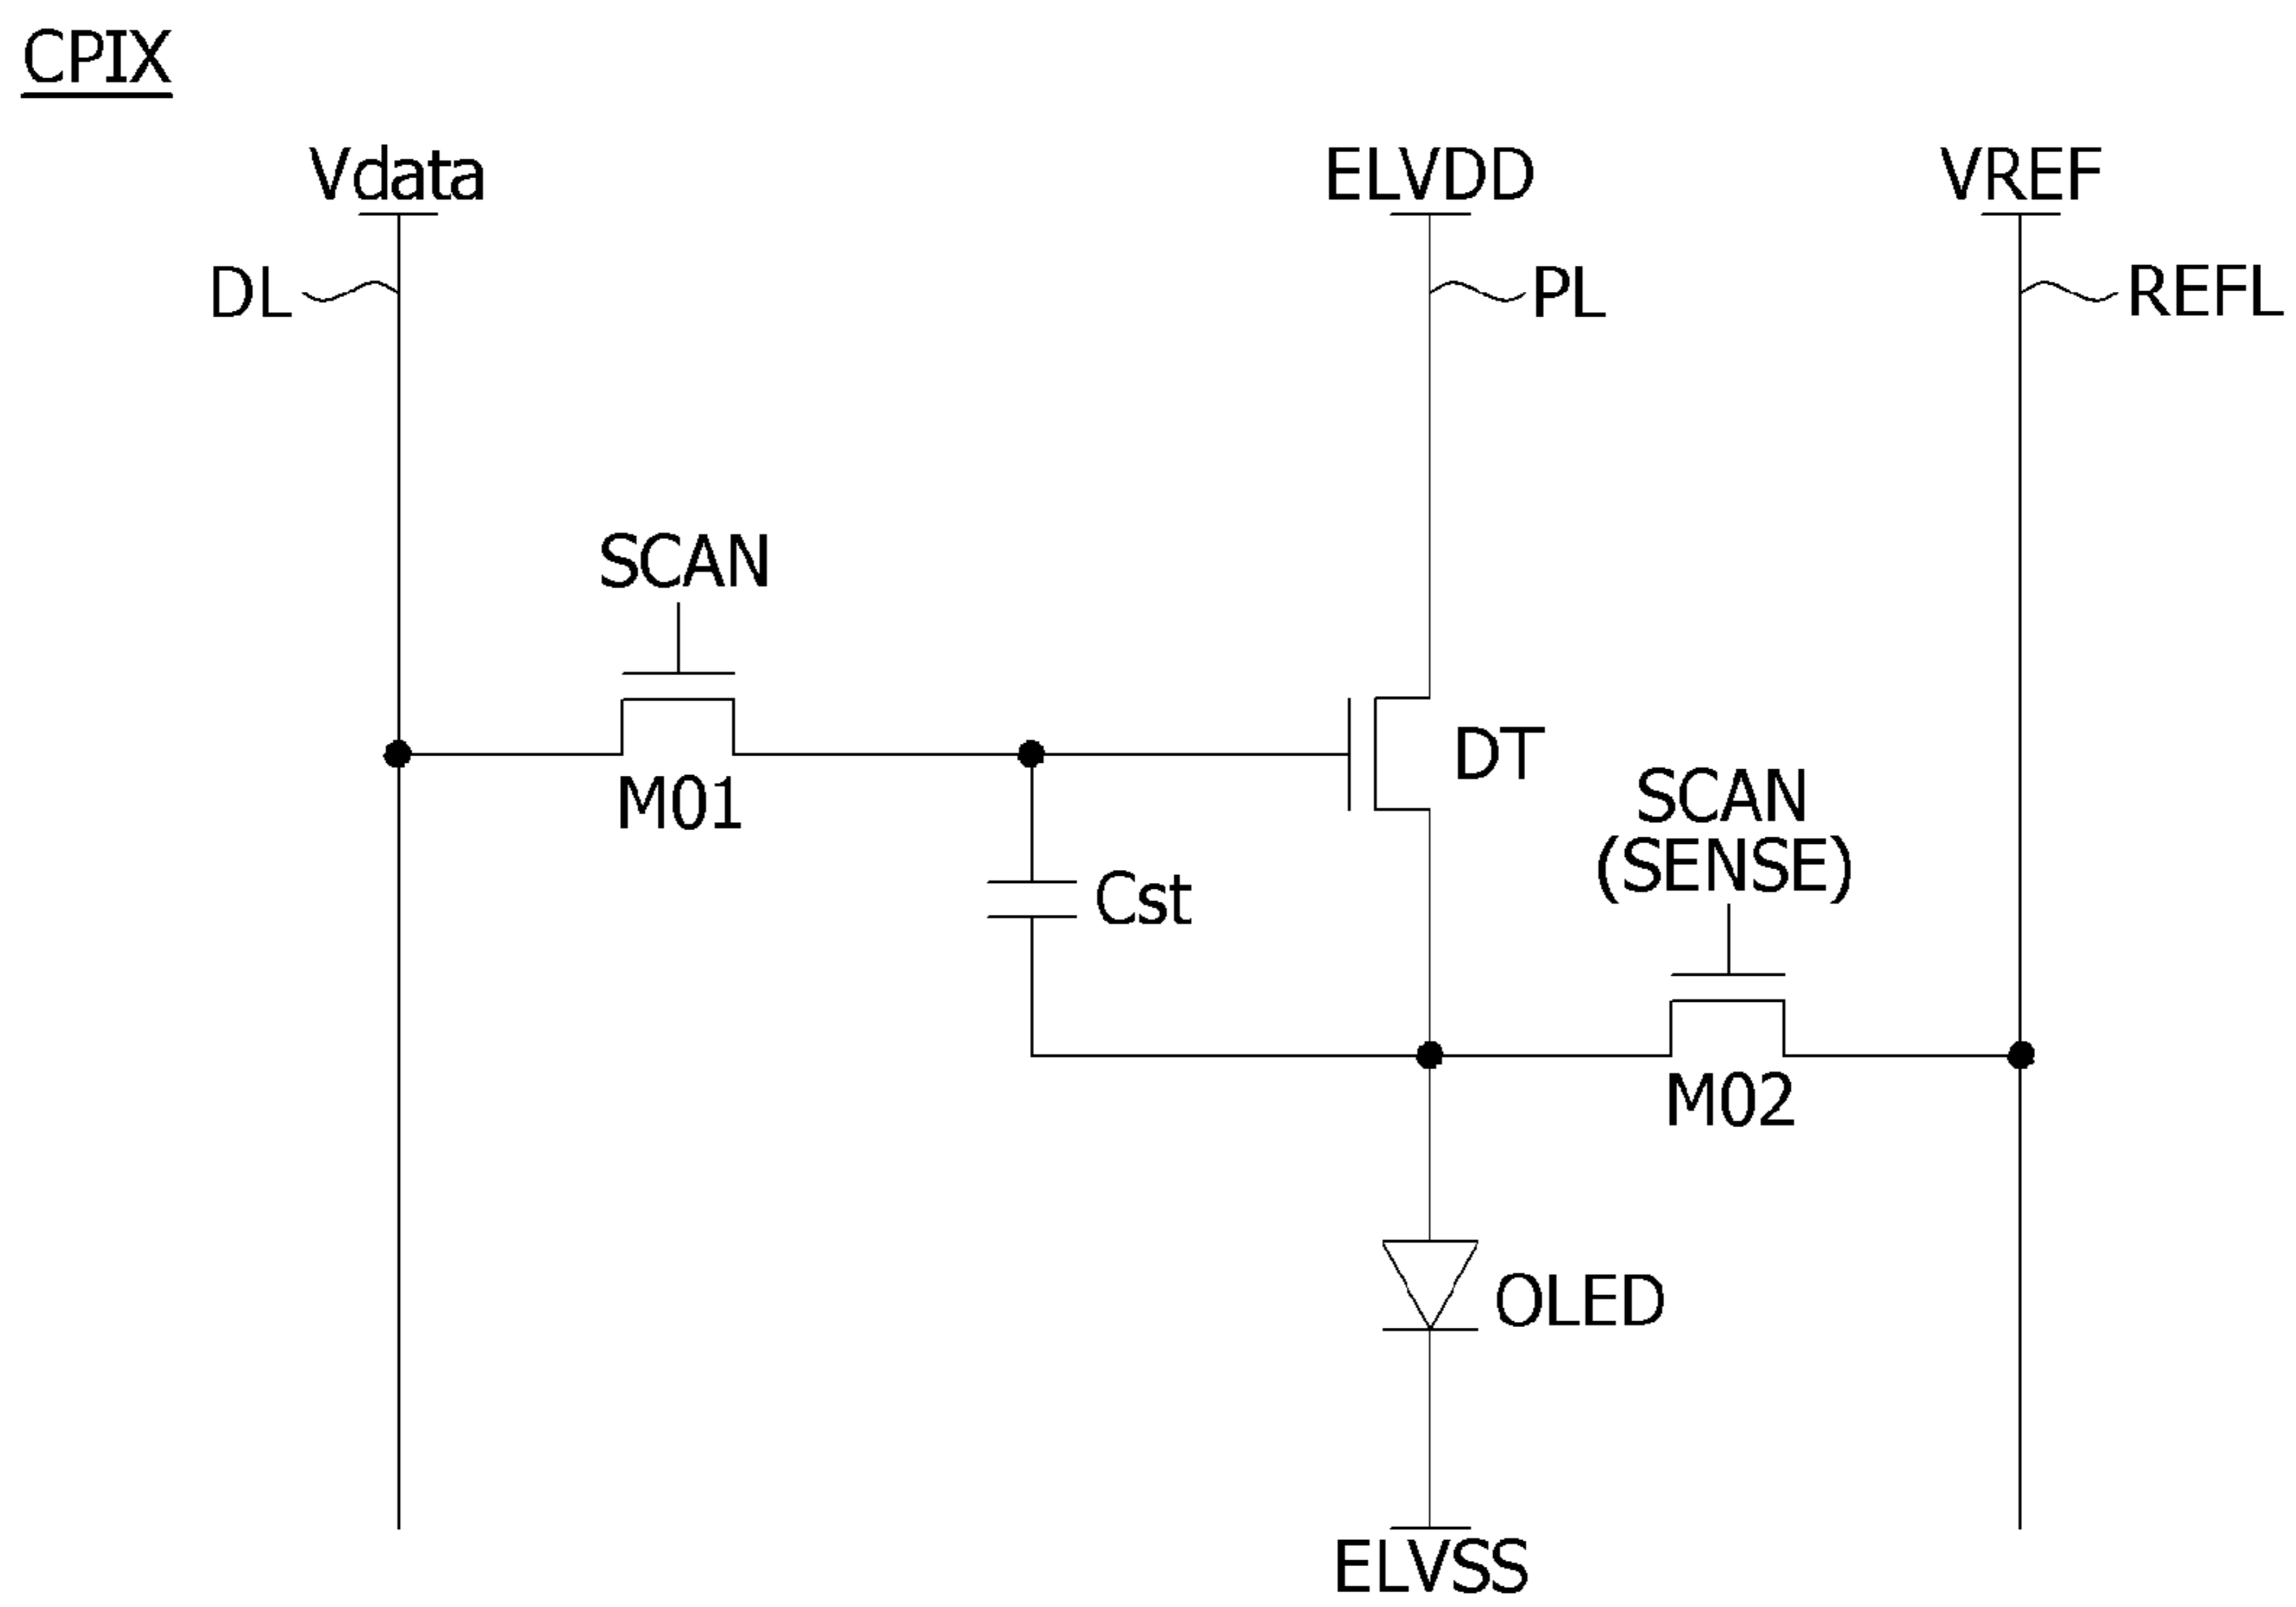 CPIX
Vdata
ELVDD
VREF
DL
PL
REFL
SCAN
DT
M01
SCAN
(SENSE)
Cst
M02
OLED
ELVSS